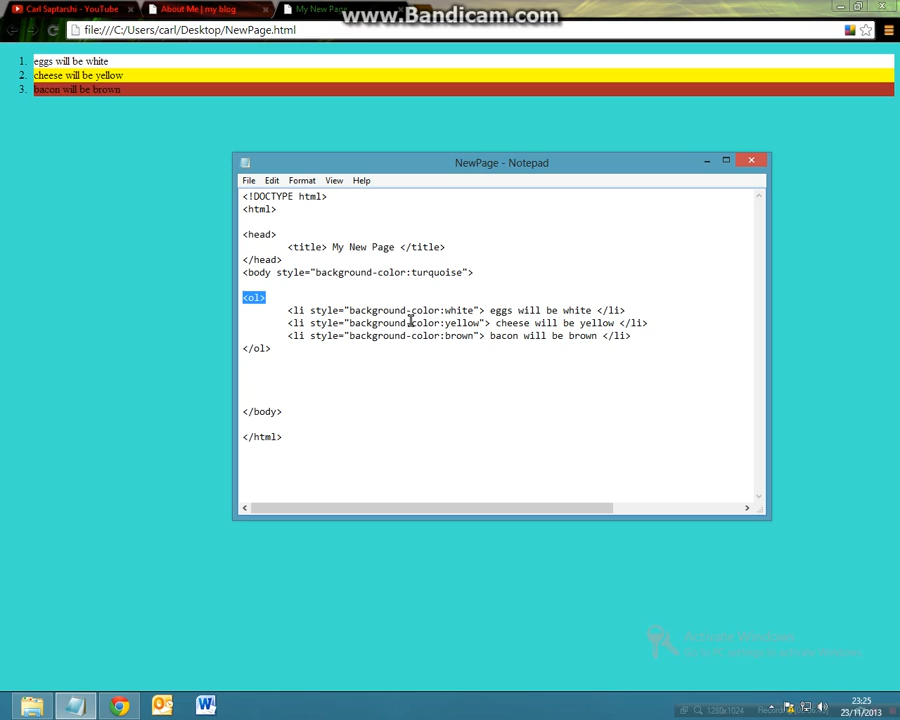 Carl Saptarshi - YouTube
About Me | my blog
My New Page
www.Bandicam.com
file:///C:/Users/carl/Desktop/NewPage.html
1. eggs will be white
2. cheese will be yellow
3. bacon will be brown
NewPage - Notepad
File Edit Format View Help
<!DOCTYPE html>
<html>
<head>
<title> My New Page </title>
</head>
<body style="background-color:turquoise">
<ol>
<li style="background-color:white"> eggs will be white </li>
<li style="background-color:yellow"> cheese will be yellow </li>
<li style="background-color:brown"> bacon will be brown </li>
</ol>
</body>
</html>
Activate Windows
23:25
1280x1024
23/11/2013